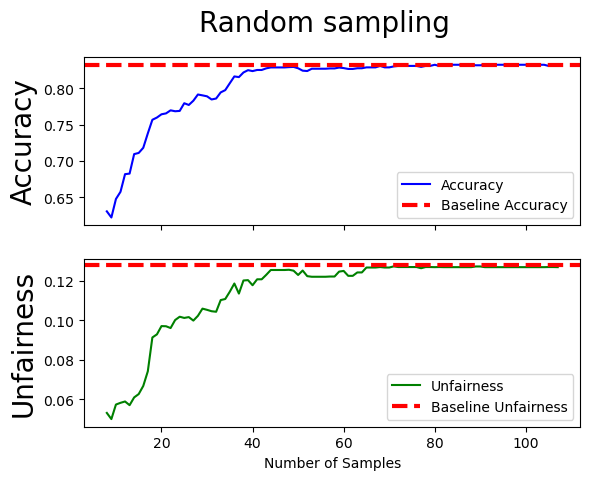 Random sampling
Accuracy
0.80
0.75
0.70
0.65
Accuracy
Baseline Accuracy
Unfairness
0.12
0.10
0.08
0.06
Unfairness
Baseline Unfairness
20 40 60 80 100
Number of Samples